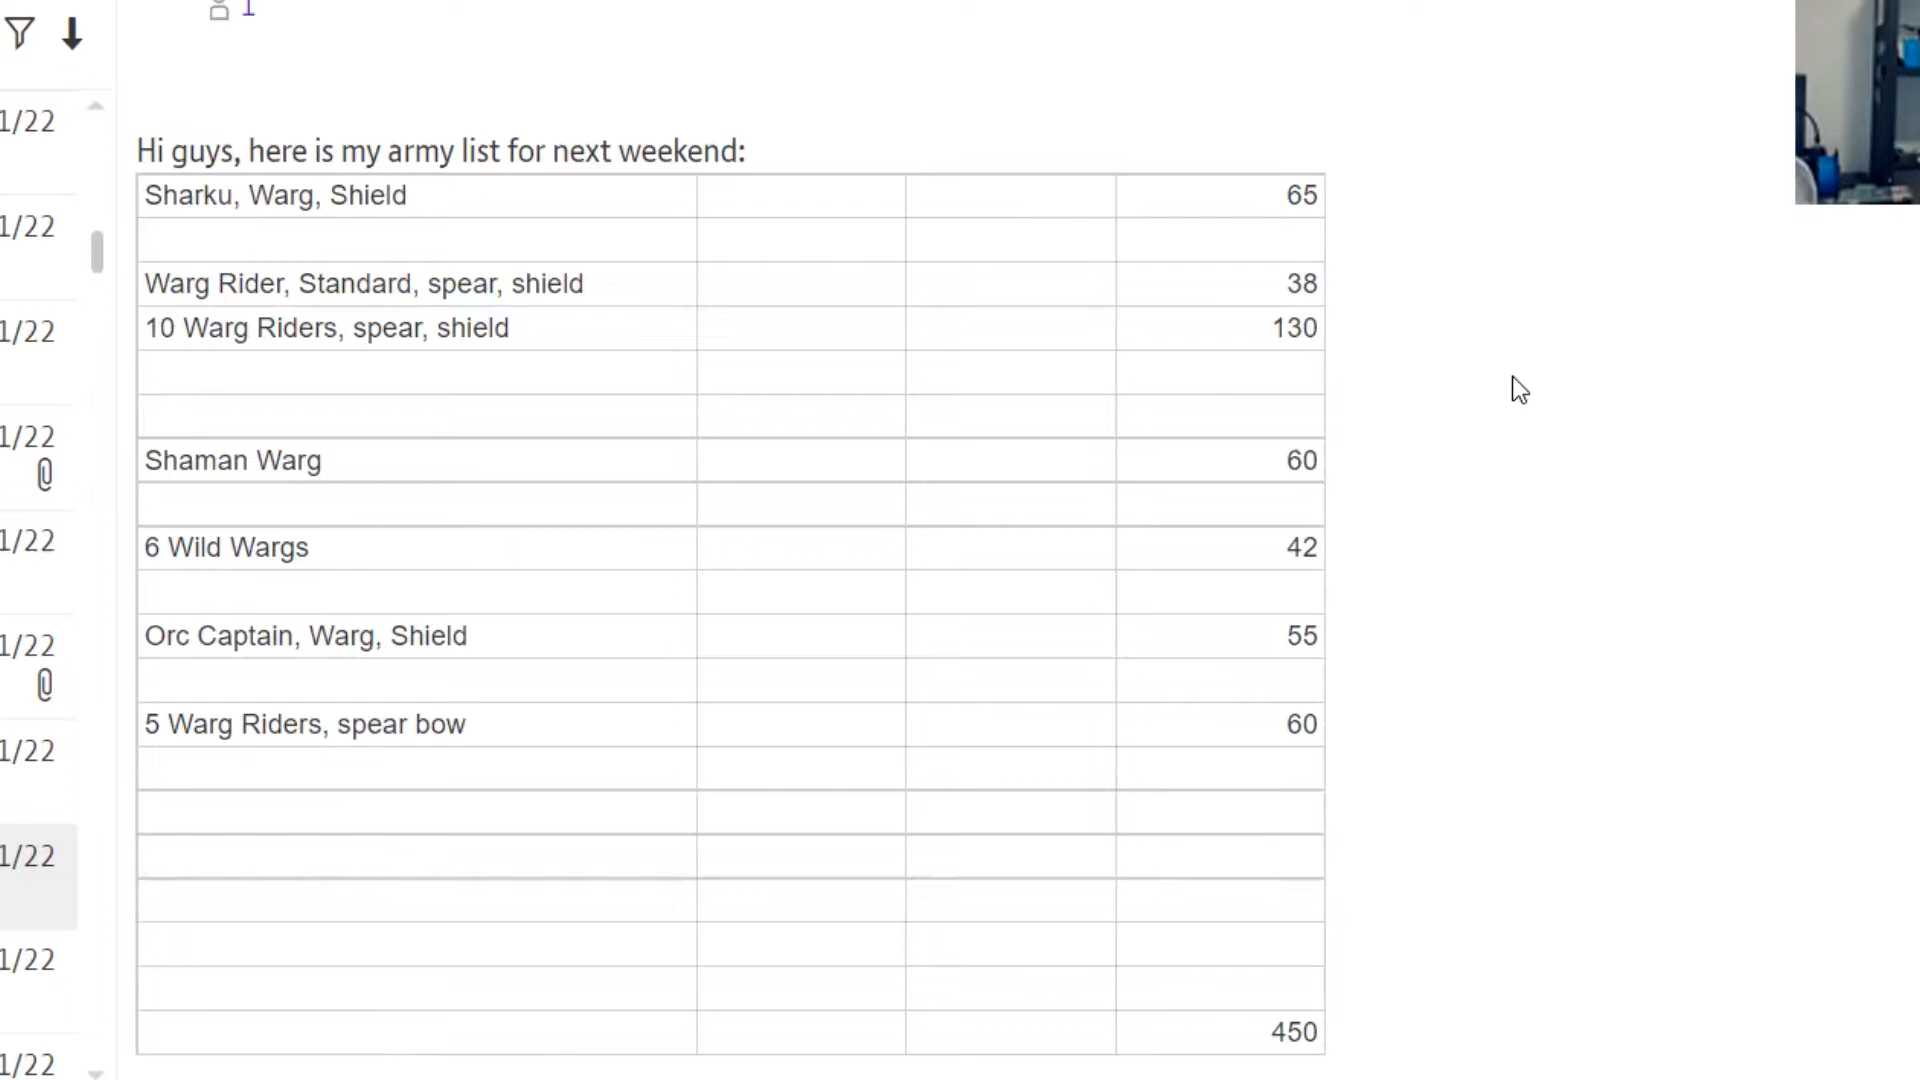 1
1/22
1/22
1/22
1/22
1/22
1/22
1/22
1/22
1/22
1/22
Hi guys, here is my army list for next weekend:
Sharku, Warg, Shield 65
Warg Rider, Standard, spear, shield 38
10 Warg Riders, spear, shield 130
Shaman Warg 60
6 Wild Wargs 42
Orc Captain, Warg, Shield 55
5 Warg Riders, spear bow 60
450